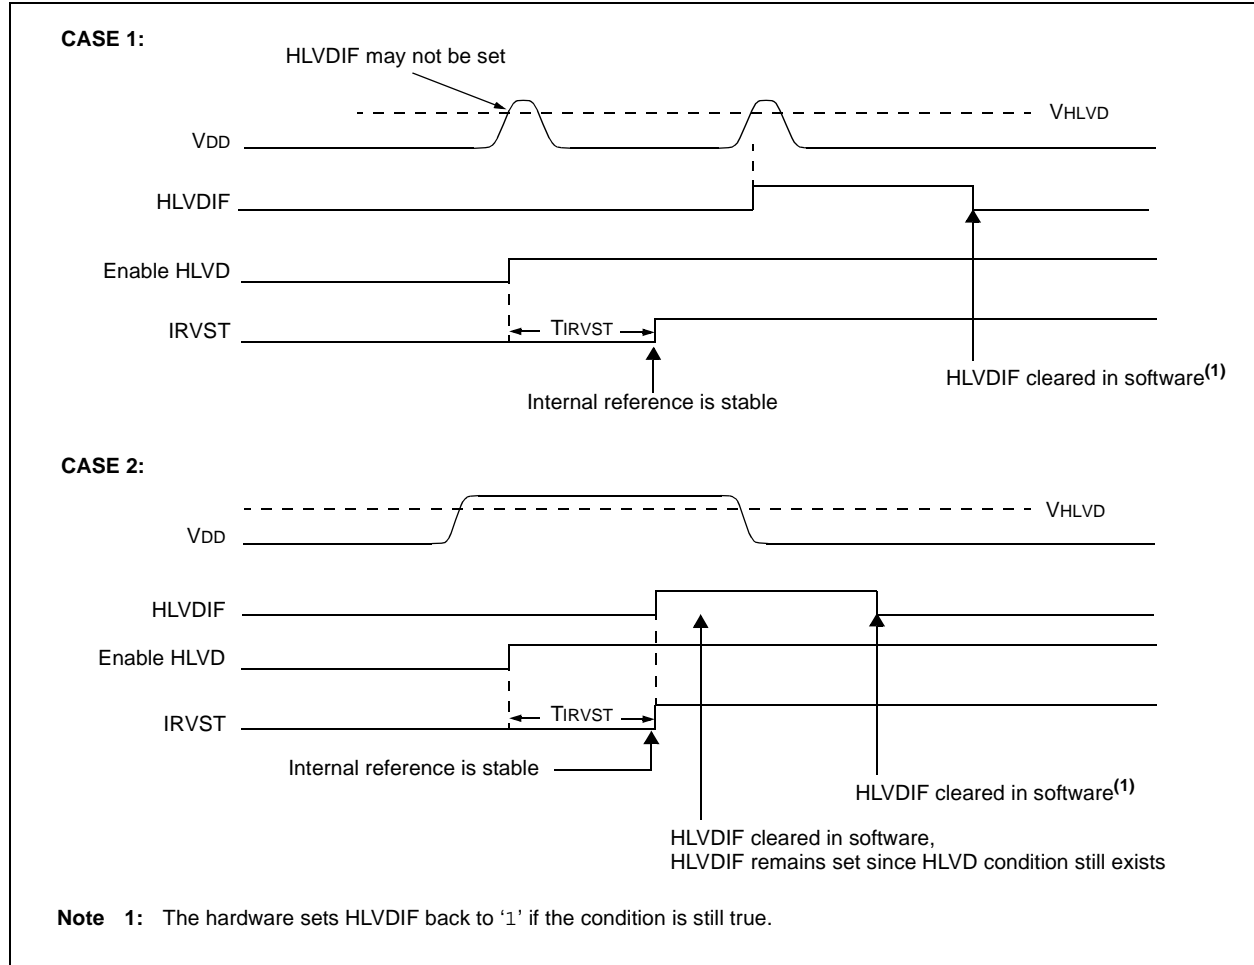 CASE 1:
HLVDIF may not be set
VHLVD
VDD
HLVDIF
Enable HLVD
IRVST
TIRVST
HLVDIF cleared in software(1)
Internal reference is stable
CASE 2:
VHLVD
VDD
HLVDIF
Enable HLVD
IRVST
TIRVST
Internal reference is stable
HLVDIF cleared in software(1)
HLVDIF cleared in software,
HLVDIF remains set since HLVD condition still exists
Note 1: The hardware sets HLVDIF back to ‘1’ if the condition is still true.